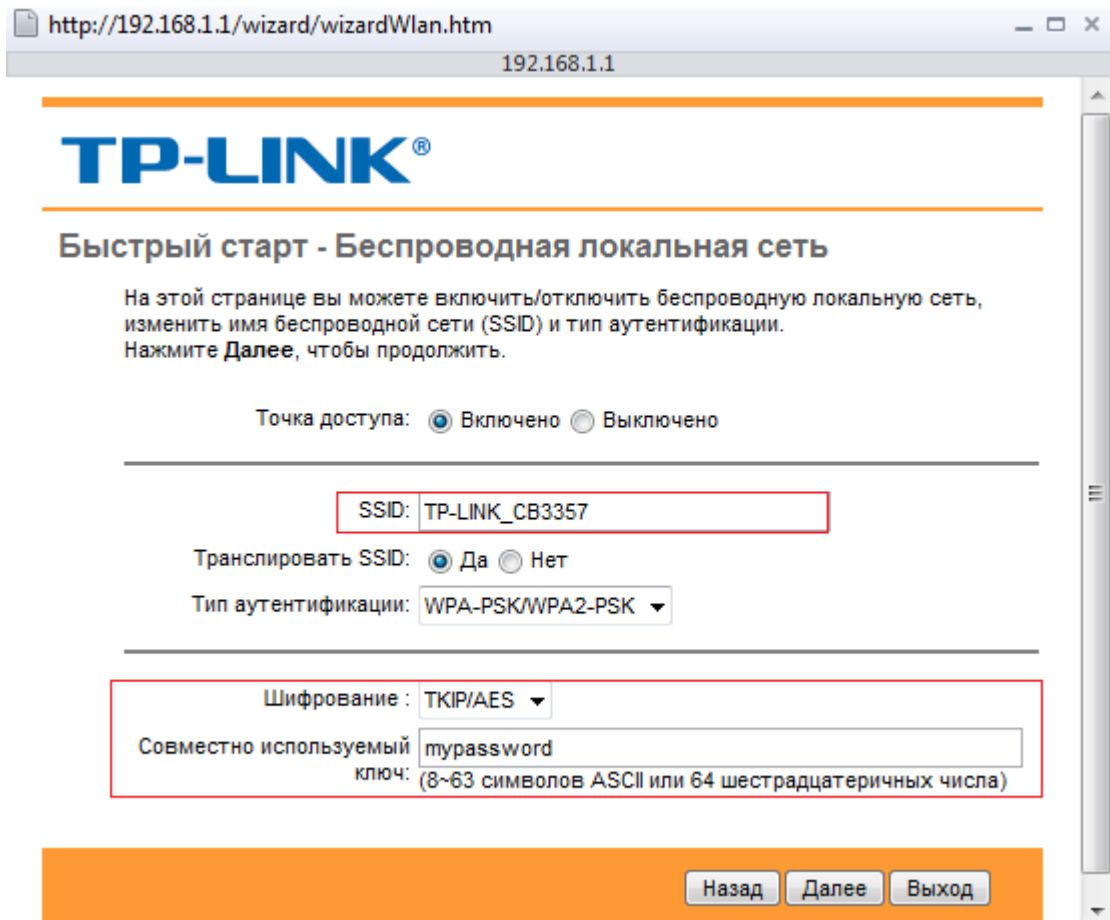 http://192.168.1.1/wizard/wizardWlan.htm
192.168.1.1
TP-LINK®
Быстрый старт - Беспроводная локальная сеть
На этой странице вы можете включить/отключить беспроводную локальную сеть,
изменить имя беспроводной сети (SSID) и тип аутентификации.
Нажмите Далее, чтобы продолжить.
Точка доступа: Включено Выключено
SSID: TP-LINK_CB3357
Транслировать SSID: Да Нет
Тип аутентификации: WPA-PSK/WPA2-PSK
Шифрование : TKIP/AES
Совместно используемый mypassword
ключ: (8~63 символов ASCII или 64 шестрадцатеричных числа)
Назад Далее Выход